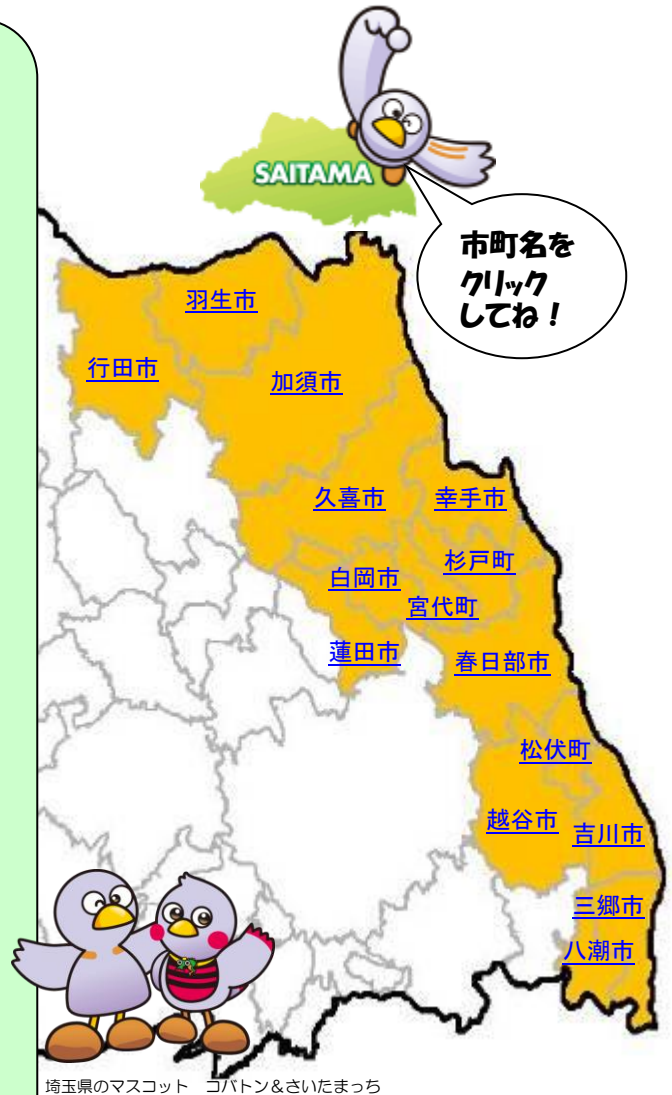 SAITAMA
市町名を
クリック
してね！
羽生市
行田市
加須市
久喜市
幸手市
杉戸町
白岡市
宮代町
蓮田市
春日部市
松伏町
越谷市
吉川市
三郷市
八潮市
埼玉県のマスコット　コバトン＆さいたまっち